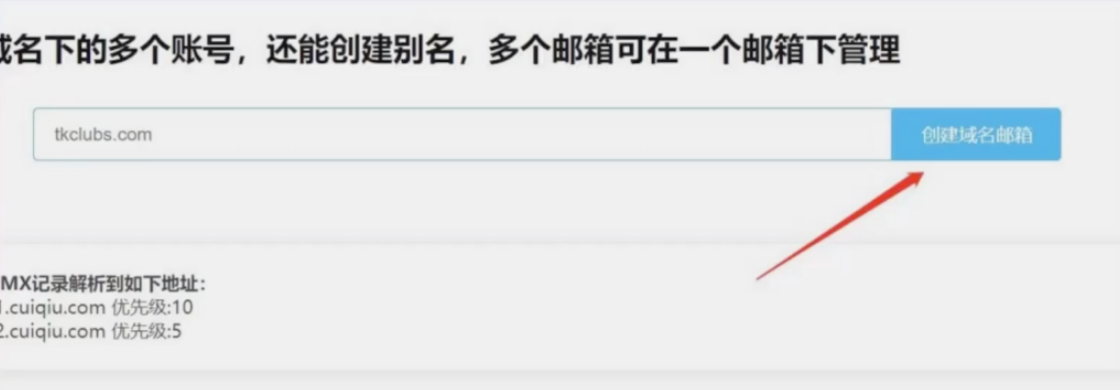 域名下的多个账号，还能创建别名，多个邮箱可在一个邮箱下管理
tkclubs.com
创建域名邮箱
MX记录解析到如下地址：
1.cuiqiu.com 优先级:10
2.cuiqiu.com 优先级:5